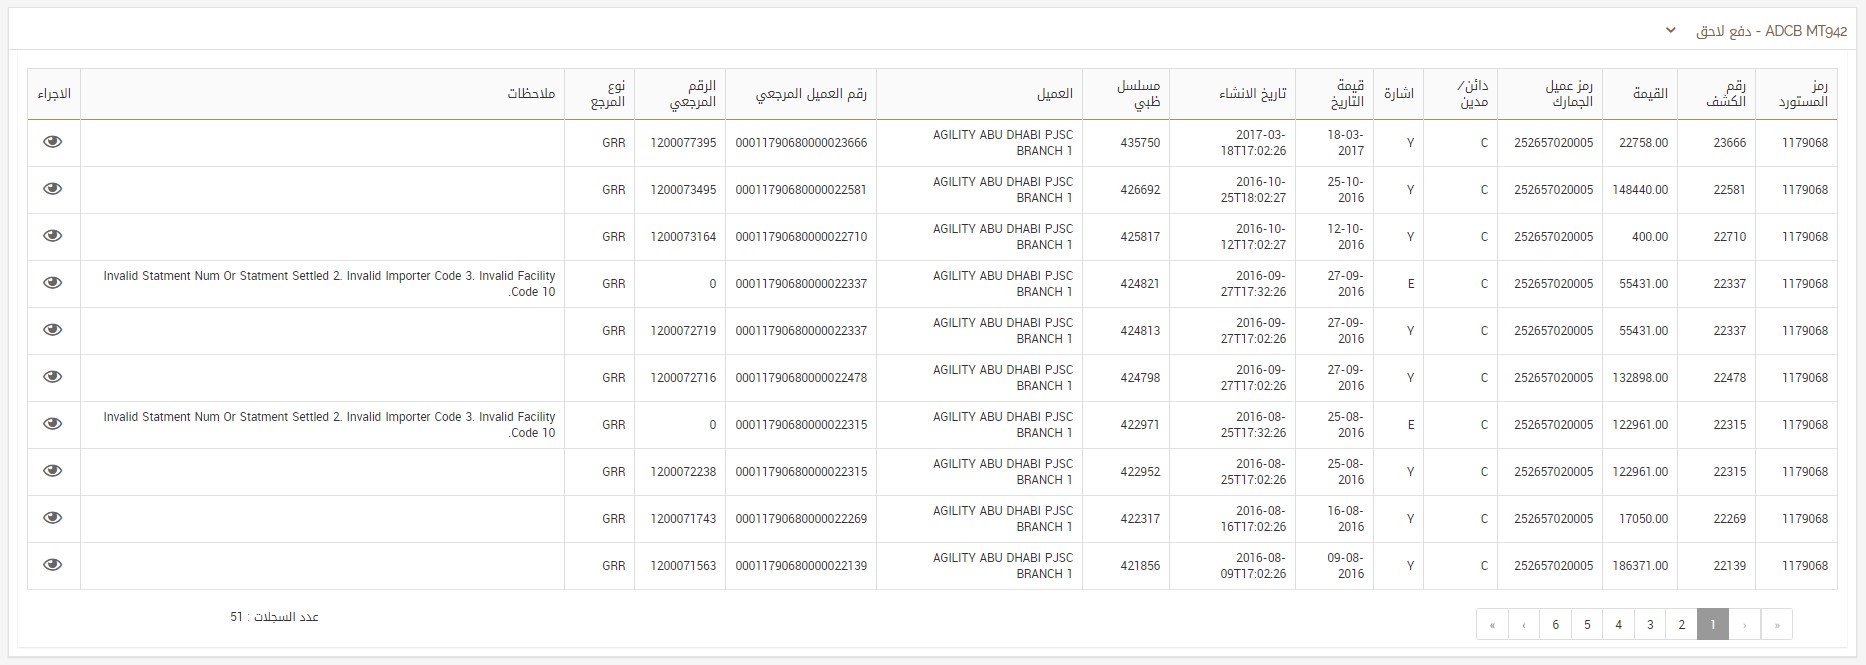 ADCB MT942 - دفع لاحق
رمز المستورد رقم الكشف القيمة رمز عميل الجمارك دائن/مدين اشارة قيمة التاريخ تاريخ الانشاء مسلسل ظبي العميل رقم العميل المرجعي الرقم المرجعي نوع المرجع ملاحظات الاجراء
1179068 23666 22758.00 252657020005 C Y 18-03-2017 2017-03-18T17:02:26 435750 AGILITY ABU DHABI PJSC BRANCH 1 00011790680000023666 1200077395 GRR
1179068 22581 148440.00 252657020005 C Y 25-10-2016 2016-10-25T18:02:27 426692 AGILITY ABU DHABI PJSC BRANCH 1 00011790680000022581 1200073495 GRR
1179068 22710 400.00 252657020005 C Y 12-10-2016 2016-10-12T17:02:27 425817 AGILITY ABU DHABI PJSC BRANCH 1 00011790680000022710 1200073164 GRR
1179068 22337 55431.00 252657020005 C E 27-09-2016 2016-09-27T17:32:26 424821 AGILITY ABU DHABI PJSC BRANCH 1 00011790680000022337 0 GRR Invalid Statment Num Or Statment Settled 2. Invalid Importer Code 3. Invalid Facility Code 10.
1179068 22337 55431.00 252657020005 C Y 27-09-2016 2016-09-27T17:02:26 424813 AGILITY ABU DHABI PJSC BRANCH 1 00011790680000022337 1200072719 GRR
1179068 22478 132898.00 252657020005 C Y 27-09-2016 2016-09-27T17:02:26 424798 AGILITY ABU DHABI PJSC BRANCH 1 00011790680000022478 1200072716 GRR
1179068 22315 122961.00 252657020005 C E 25-08-2016 2016-08-25T17:32:26 422971 AGILITY ABU DHABI PJSC BRANCH 1 00011790680000022315 0 GRR Invalid Statment Num Or Statment Settled 2. Invalid Importer Code 3. Invalid Facility Code 10.
1179068 22315 122961.00 252657020005 C Y 25-08-2016 2016-08-25T17:02:26 422952 AGILITY ABU DHABI PJSC BRANCH 1 00011790680000022315 1200072238 GRR
1179068 22269 17050.00 252657020005 C Y 16-08-2016 2016-08-16T17:02:26 422317 AGILITY ABU DHABI PJSC BRANCH 1 00011790680000022269 1200071743 GRR
1179068 22139 186371.00 252657020005 C Y 09-08-2016 2016-08-09T17:02:26 421856 AGILITY ABU DHABI PJSC BRANCH 1 00011790680000022139 1200071563 GRR
« ‹ 1 2 3 4 5 6 › »
عدد السجلات : 51